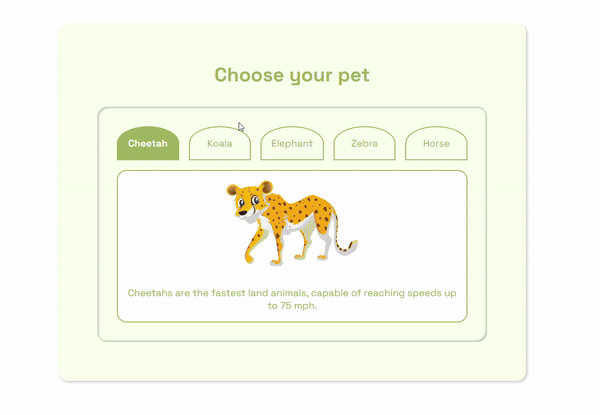 Choose your pet
Cheetah Koala Elephant Zebra Horse
Cheetahs are the fastest land animals, capable of reaching speeds up
to 75 mph.